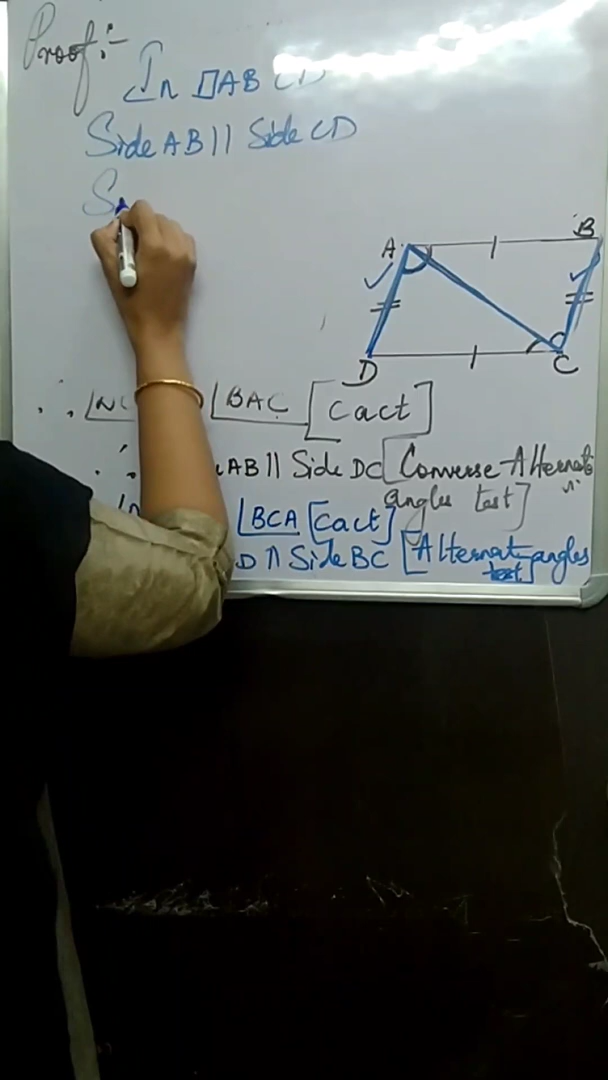 Proof:-
In □ABCD
Side AB || Side CD
S
A
B
D
C
∴ ∠BAC [cact]
∴ AB || Side DC [Converse Alternate
angles test]
∠BCA [cact]
D || Side BC [Alternate angles
test]